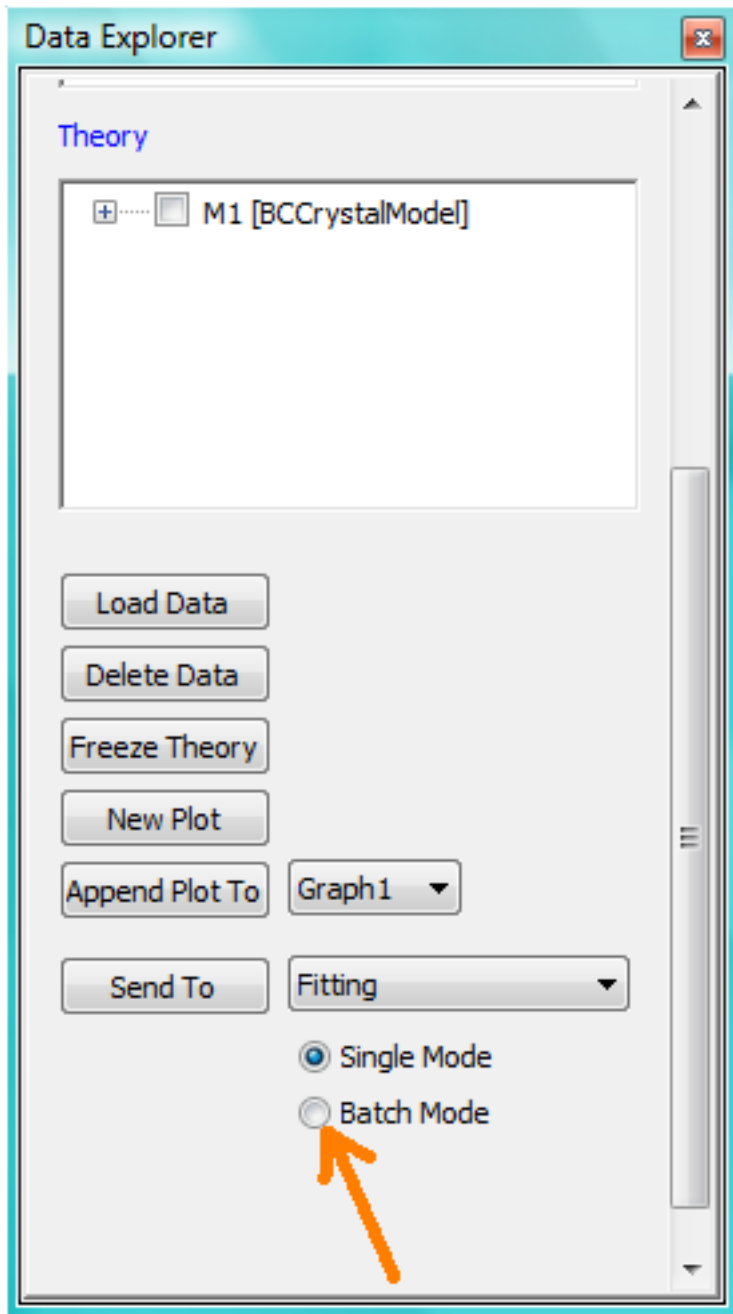 Data Explorer
Theory
M1 [BCCrystalModel]
Load Data
Delete Data
Freeze Theory
New Plot
Append Plot To
Graph1
Send To
Fitting
Single Mode
Batch Mode